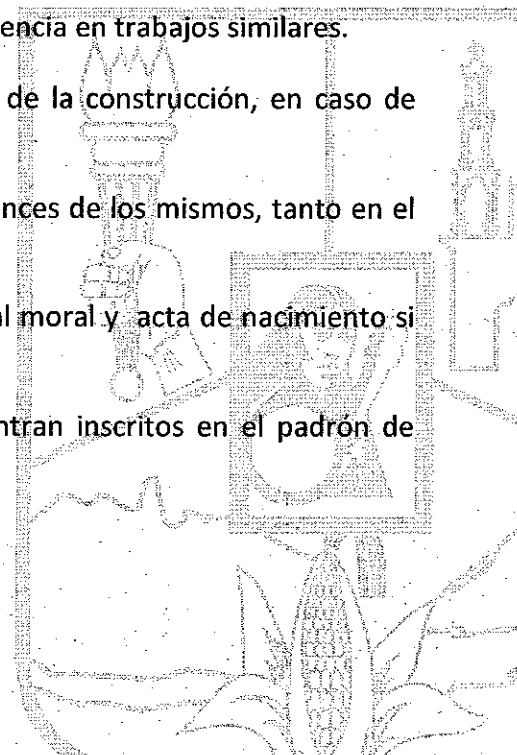 encia en trabajos similares.
de la construcción, en caso de
nces de los mismos, tanto en el
al moral y acta de nacimiento si
ntran inscritos en el padrón de